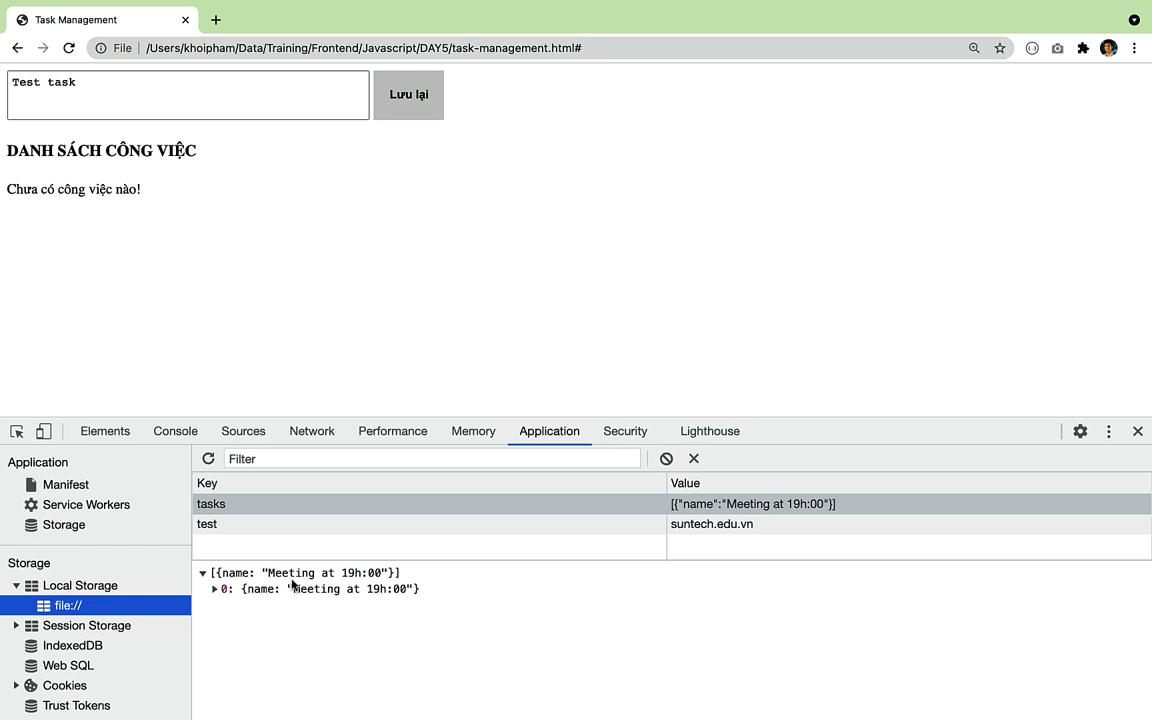 Task Management
File /Users/khoipham/Data/Training/Frontend/Javascript/DAY5/task-management.html#
Test task
Lưu lại
DANH SÁCH CÔNG VIỆC
Chưa có công việc nào!
Elements Console Sources Network Performance Memory Application Security Lighthouse
Application
Manifest
Service Workers
Storage
Storage
Local Storage
file://
Session Storage
IndexedDB
Web SQL
Cookies
Trust Tokens
Filter
Key Value
tasks [{"name":"Meeting at 19h:00"}]
test suntech.edu.vn
[{name: "Meeting at 19h:00"}]
0: {name: "Meeting at 19h:00"}